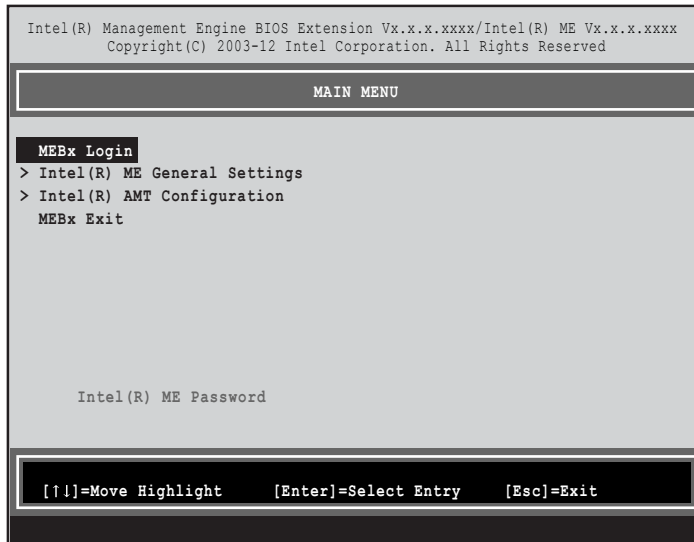 Intel(R) Management Engine BIOS Extension Vx.x.x.xxxx/Intel(R) ME Vx.x.x.xxxx
Copyright(C) 2003-12 Intel Corporation. All Rights Reserved
MAIN MENU
MEBx Login
> Intel(R) ME General Settings
> Intel(R) AMT Configuration
MEBx Exit
Intel(R) ME Password
[↑↓]=Move Highlight [Enter]=Select Entry [Esc]=Exit